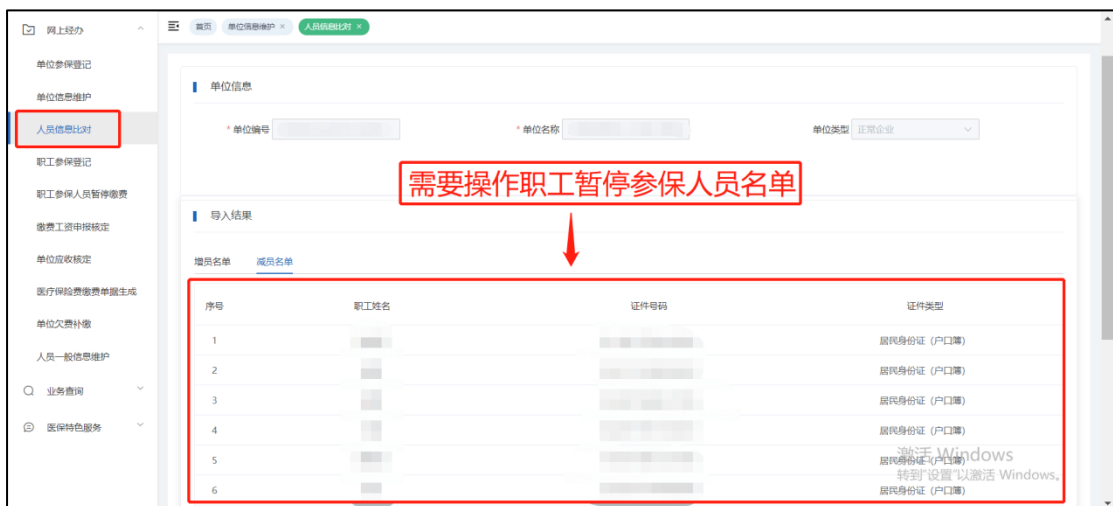 网上经办
首页 单位信息维护 × 人员信息比对 ×
单位参保登记
单位信息维护
人员信息比对
职工参保登记
职工参保人员暂停缴费
缴费工资申报核定
单位应收核定
医疗保险费缴费单据生成
单位欠费补缴
人员一般信息维护
业务查询
医保特色服务
单位信息
* 单位编号 * 单位名称 单位类型 正常企业
需要操作职工暂停参保人员名单
导入结果
增员名单 减员名单
序号 职工姓名 证件号码 证件类型
1 居民身份证（户口簿）
2 居民身份证（户口簿）
3 居民身份证（户口簿）
4 居民身份证（户口簿）
5 居民身份证（户口簿）
6 居民身份证（户口簿）
激活 Windows
转到"设置"以激活 Windows。